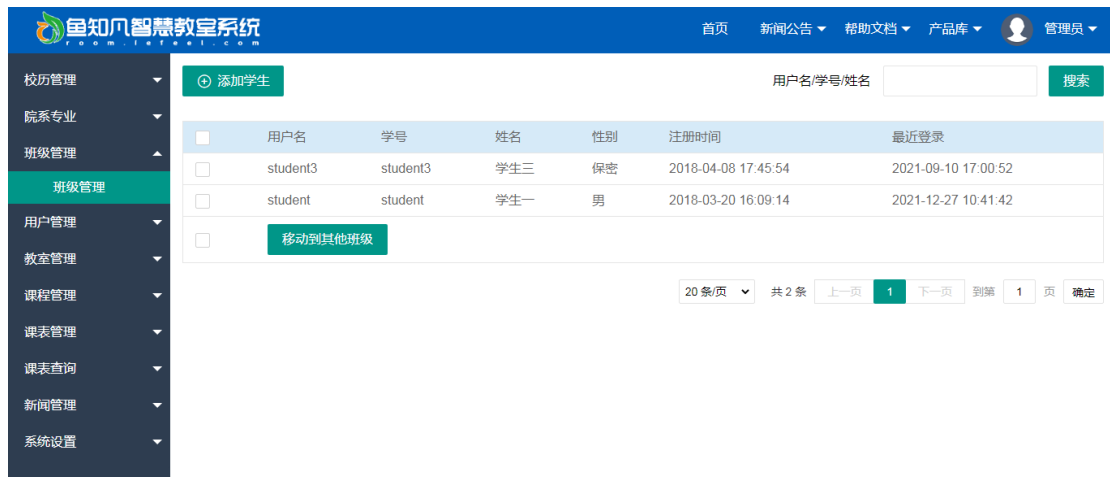 鱼知凡智慧教室系统
room.lefeel.com
首页 新闻公告 帮助文档 产品库 管理员
校历管理
院系专业
班级管理
班级管理
用户管理
教室管理
课程管理
课表管理
课表查询
新闻管理
系统设置
添加学生 用户名/学号/姓名 搜索
用户名 学号 姓名 性别 注册时间 最近登录
student3 student3 学生三 保密 2018-04-08 17:45:54 2021-09-10 17:00:52
student student 学生一 男 2018-03-20 16:09:14 2021-12-27 10:41:42
移动到其他班级
20 条/页 共 2 条 上一页 1 下一页 到第 1 页 确定